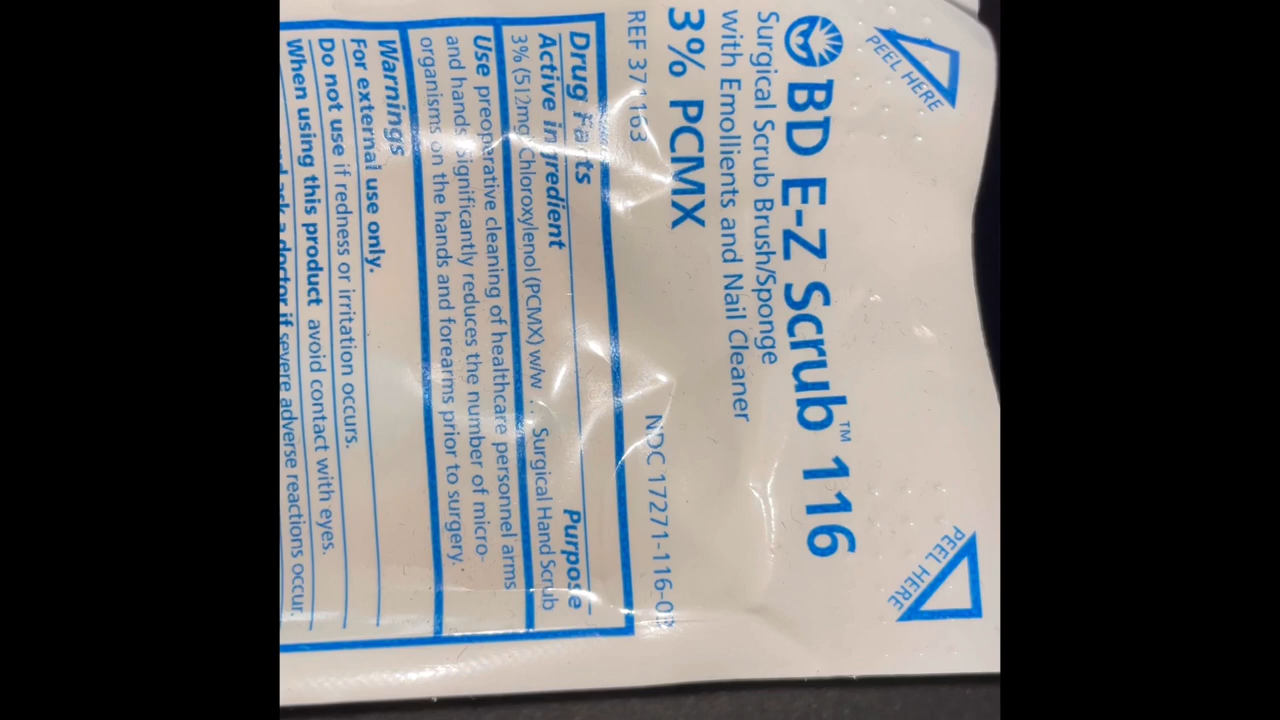 PEEL HERE
PEEL HERE
BD E-Z Scrub™ 116
Surgical Scrub Brush/Sponge
with Emollients and Nail Cleaner
3% PCMX
REF 371163
NDC 17271-116-
Drug Facts
Active ingredient Purpose
3% (512mg) Chloroxylenol (PCMX) w/w . . . Surgical Hand Scrub
Use preoperative cleaning of healthcare personnel arms
and hands. Significantly reduces the number of micro-
organisms on the hands and forearms prior to surgery.
Warnings
For external use only.
Do not use if redness or irritation occurs.
When using this product avoid contact with eyes.
and ask a doctor if severe adverse reactions occur.